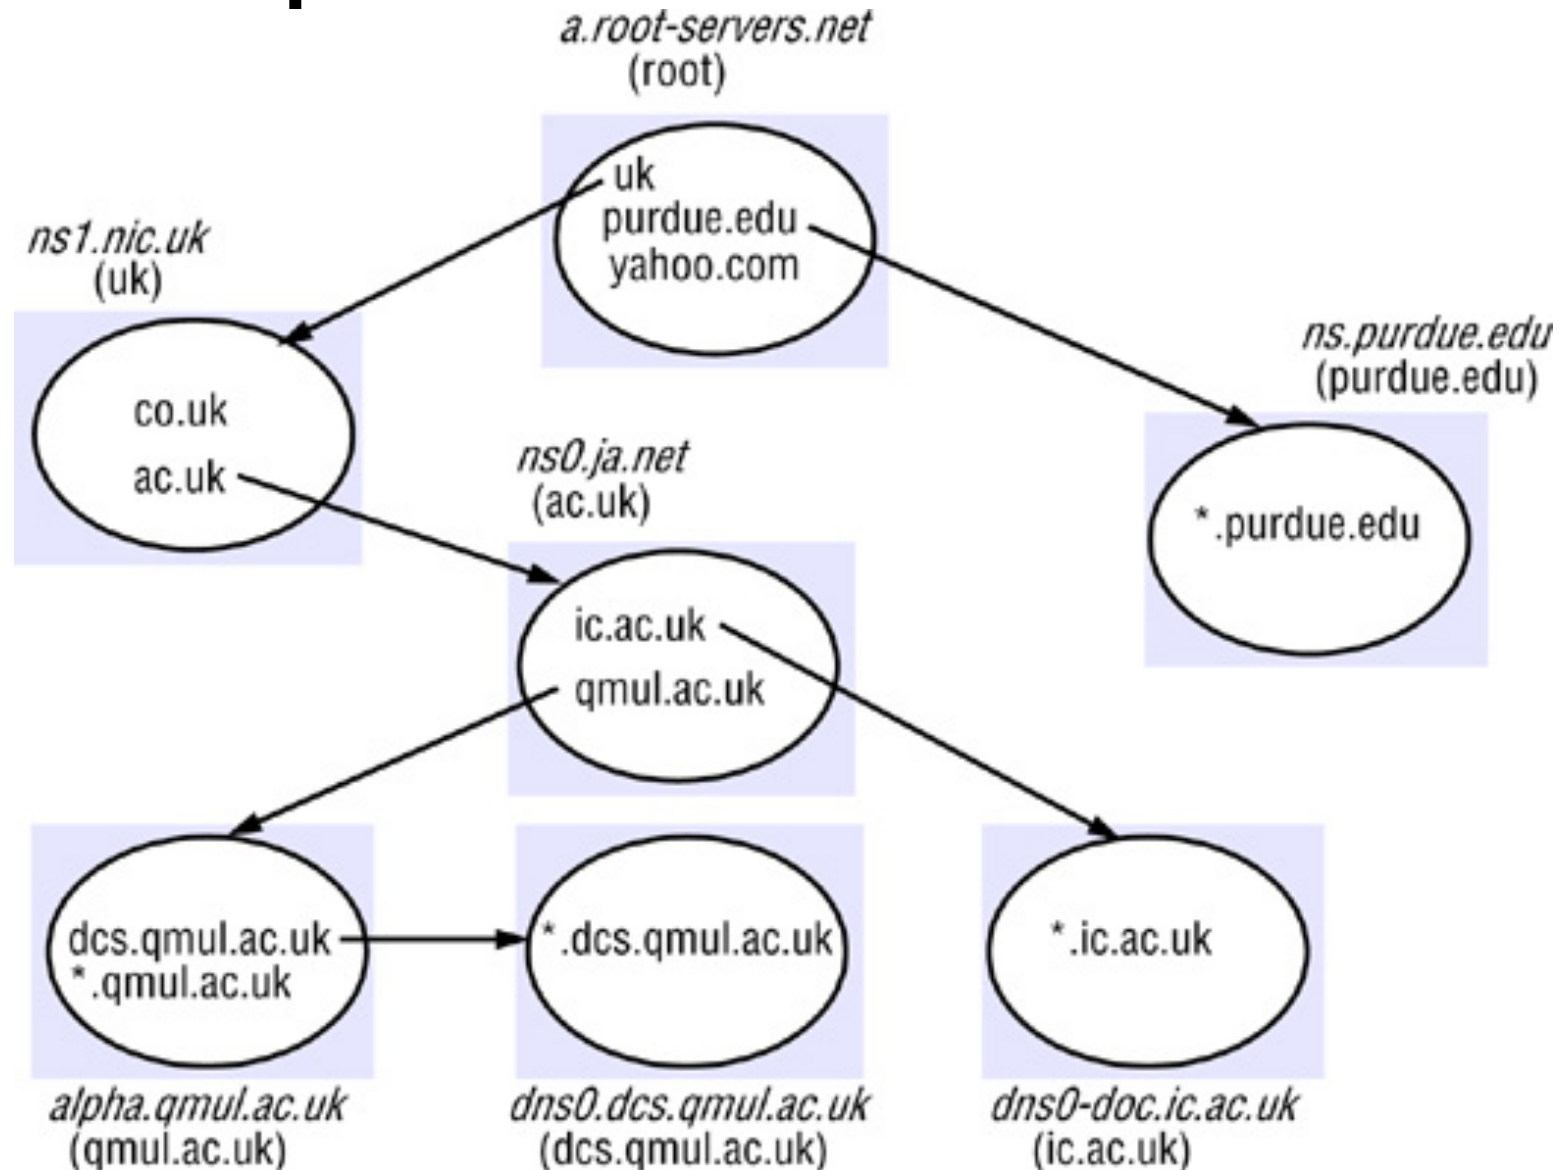 a.root-servers.net
(root)
uk
purdue.edu
yahoo.com
ns1.nic.uk
(uk)
co.uk
ac.uk
ns.purdue.edu
(purdue.edu)
*.purdue.edu
ns0.ja.net
(ac.uk)
ic.ac.uk
qmul.ac.uk
dcs.qmul.ac.uk
*.qmul.ac.uk
alpha.qmul.ac.uk
(qmul.ac.uk)
*.dcs.qmul.ac.uk
dns0.dcs.qmul.ac.uk
(dcs.qmul.ac.uk)
*.ic.ac.uk
dns0-doc.ic.ac.uk
(ic.ac.uk)